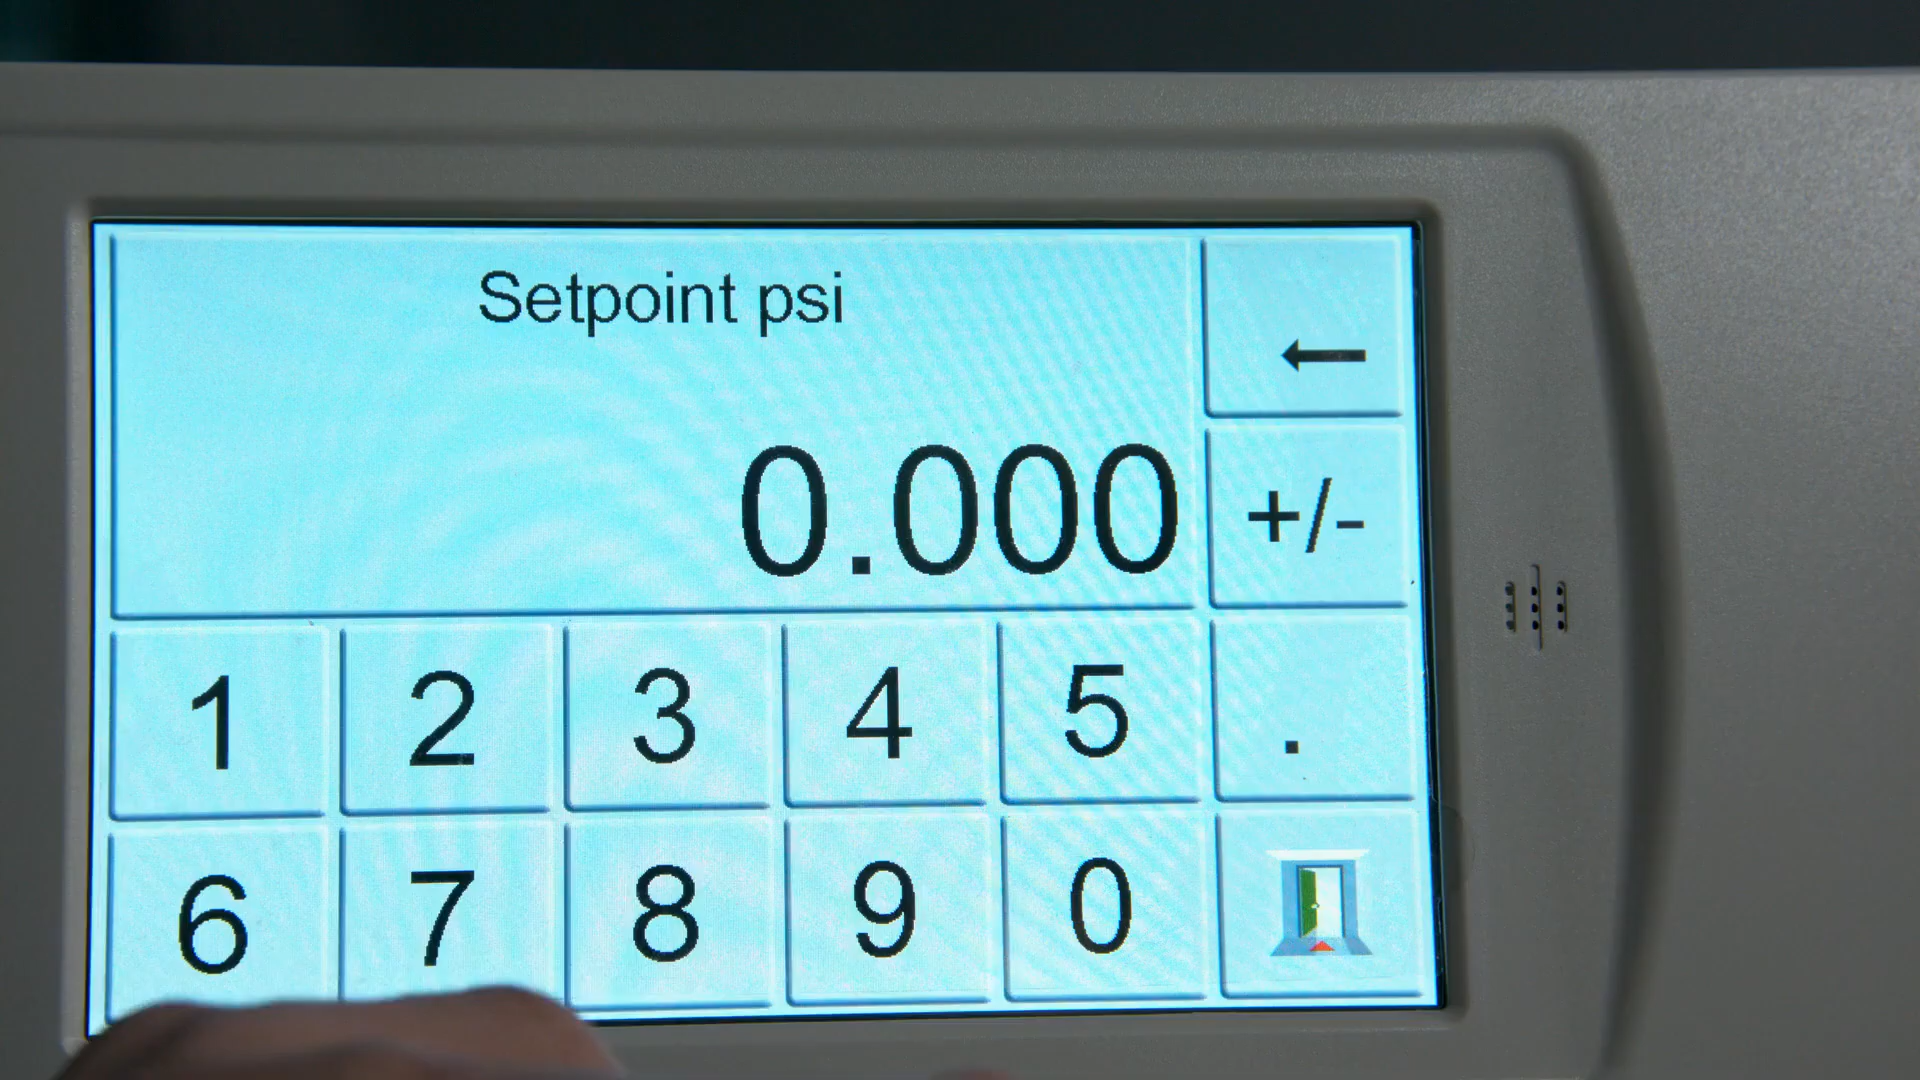 Setpoint psi
←
0.000
+/-
1 2 3 4 5 .
6 7 8 9 0